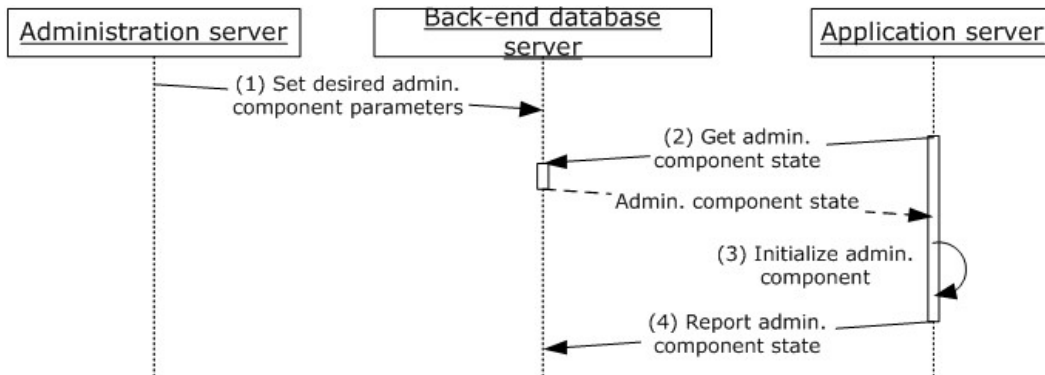 Administration server
Back-end database
server
Application server
(1) Set desired admin.
component parameters
(2) Get admin.
component state
Admin. component state
(3) Initialize admin.
component
(4) Report admin.
component state